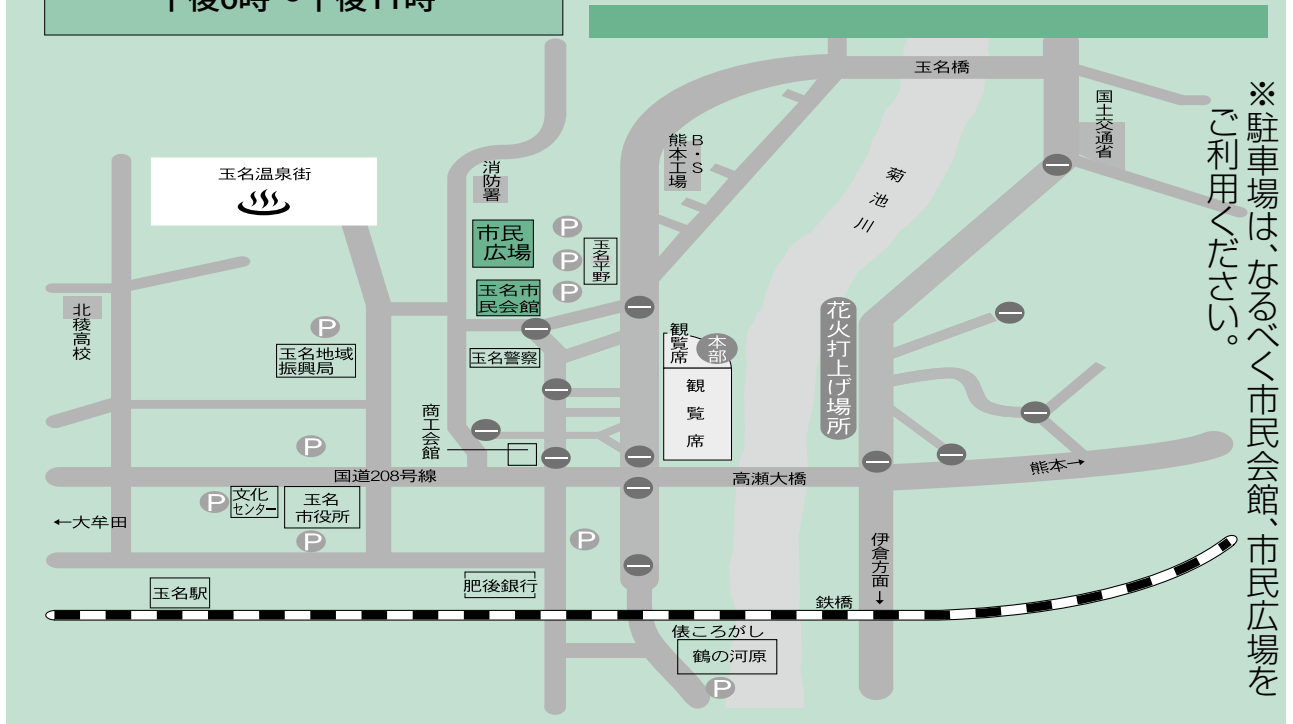 午後6時～午後11時
玉名橋
国土交通省
※駐車場は、なるべく市民会館、市民広場を
ご利用ください。
B・S
熊本工場
消防署
玉名温泉街
菊池川
市民
広場
P
P
P
玉名平野
玉名市
民会館
北稜高校
P
玉名地域
振興局
玉名警察
観覧席
本部
観覧席
花火打上げ場所
商工会館
P
国道208号線
高瀬大橋
熊本→
P
文化
センター
玉名
市役所
P
←大牟田
P
伊倉方面→
玉名駅
肥後銀行
鉄橋
俵ころがし
鶴の河原
P